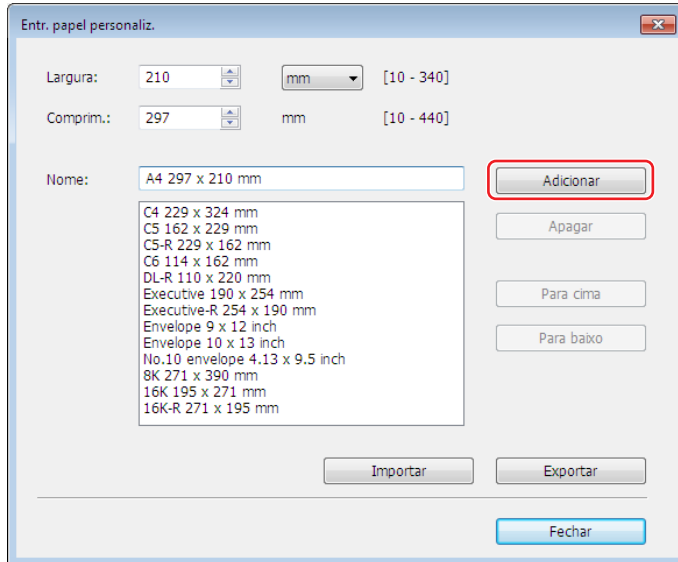 Entr. papel personaliz.
Largura: 210 mm [10 - 340]
Comprim.: 297 mm [10 - 440]
Nome: A4 297 x 210 mm Adicionar
C4 229 x 324 mm
C5 162 x 229 mm
C5-R 229 x 162 mm
C6 114 x 162 mm
DL-R 110 x 220 mm
Executive 190 x 254 mm
Executive-R 254 x 190 mm
Envelope 9 x 12 inch
Envelope 10 x 13 inch
No.10 envelope 4.13 x 9.5 inch
8K 271 x 390 mm
16K 195 x 271 mm
16K-R 271 x 195 mm
Apagar
Para cima
Para baixo
Importar Exportar
Fechar